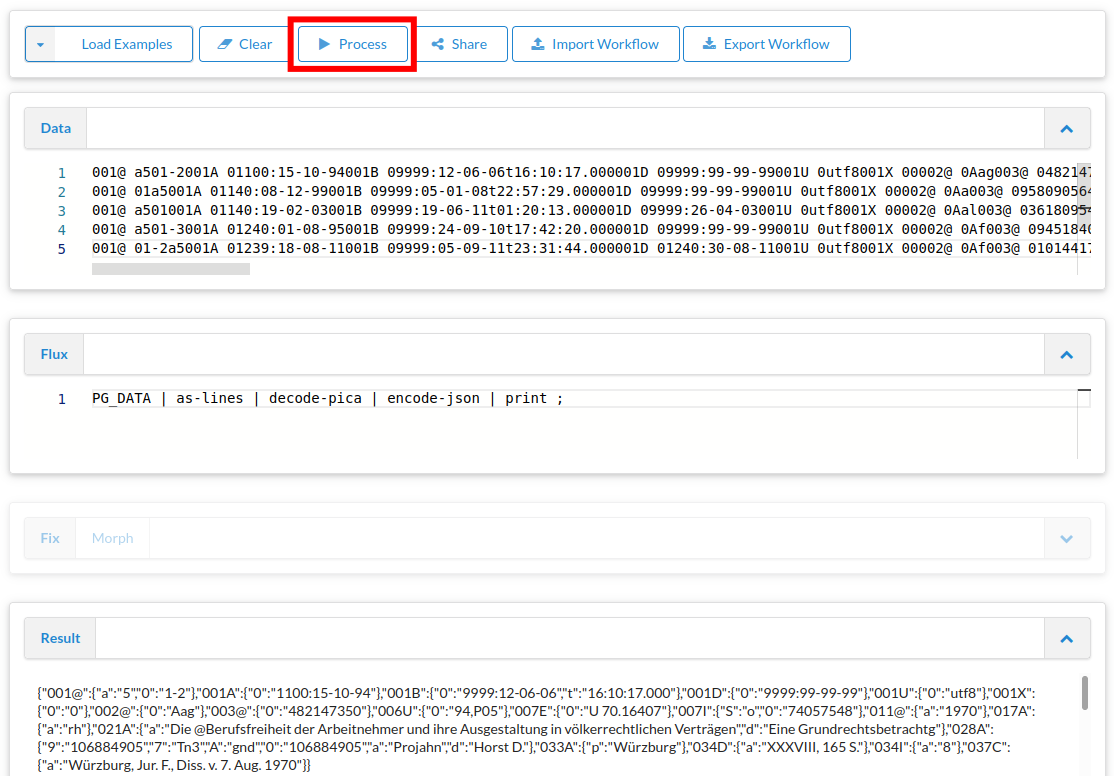 Load Examples Clear Process Share Import Workflow Export Workflow
Data
1 001@ a501-2001A 01100:15-10-94001B 09999:12-06-06t16:10:17.000001D 09999:99-99-99001U 0utf8001X 00002@ 0Aag003@ 0482147
2 001@ 01a5001A 01140:08-12-99001B 09999:05-01-08t22:57:29.000001D 09999:99-99-99001U 0utf8001X 00002@ 0Aa003@ 0958090564
3 001@ a501001A 01140:19-02-03001B 09999:19-06-11t01:20:13.000001D 09999:26-04-03001U 0utf8001X 00002@ 0Aal003@ 036180954
4 001@ a501-3001A 01240:01-08-95001B 09999:24-09-10t17:42:20.000001D 09999:99-99-99001U 0utf8001X 00002@ 0Af003@ 09451840
5 001@ 01-2a5001A 01239:18-08-11001B 09999:05-09-11t23:31:44.000001D 01240:30-08-11001U 0utf8001X 00002@ 0Af003@ 01014417
Flux
1 PG_DATA | as-lines | decode-pica | encode-json | print ;
Fix Morph
Result
{"001@":{"a":"5","0":"1-2"},"001A":{"0":"1100:15-10-94"},"001B":{"0":"9999:12-06-06","t":"16:10:17.000"},"001D":{"0":"9999:99-99-99"},"001U":{"0":"utf8"},"001X":
{"0":"0"},"002@":{"0":"Aag"},"003@":{"0":"482147350"},"006U":{"0":"94,P05"},"007E":{"0":"U 70.16407"},"007I":{"S":"o","0":"74057548"},"011@":{"a":"1970"},"017A":
{"a":"rh"},"021A":{"a":"Die @Berufsfreiheit der Arbeitnehmer und ihre Ausgestaltung in völkerrechtlichen Verträgen","d":"Eine Grundrechtsbetrachtg"},"028A":
{"9":"106884905","7":"Tn3","A":"gnd","0":"106884905","a":"Projahn","d":"Horst D."},"033A":{"p":"Würzburg"},"034D":{"a":"XXXVIII, 165 S."},"034I":{"a":"8"},"037C":
{"a":"Würzburg, Jur. F., Diss. v. 7. Aug. 1970"}}